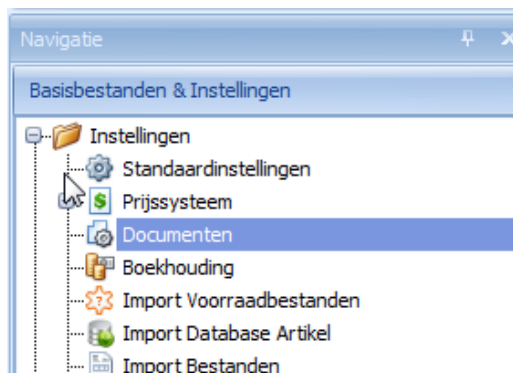 Navigatie
Basisbestanden & Instellingen
Instellingen
Standaardinstellingen
Prijssysteem
Documenten
Boekhouding
Import Voorraadbestanden
Import Database Artikel
Import Bestanden